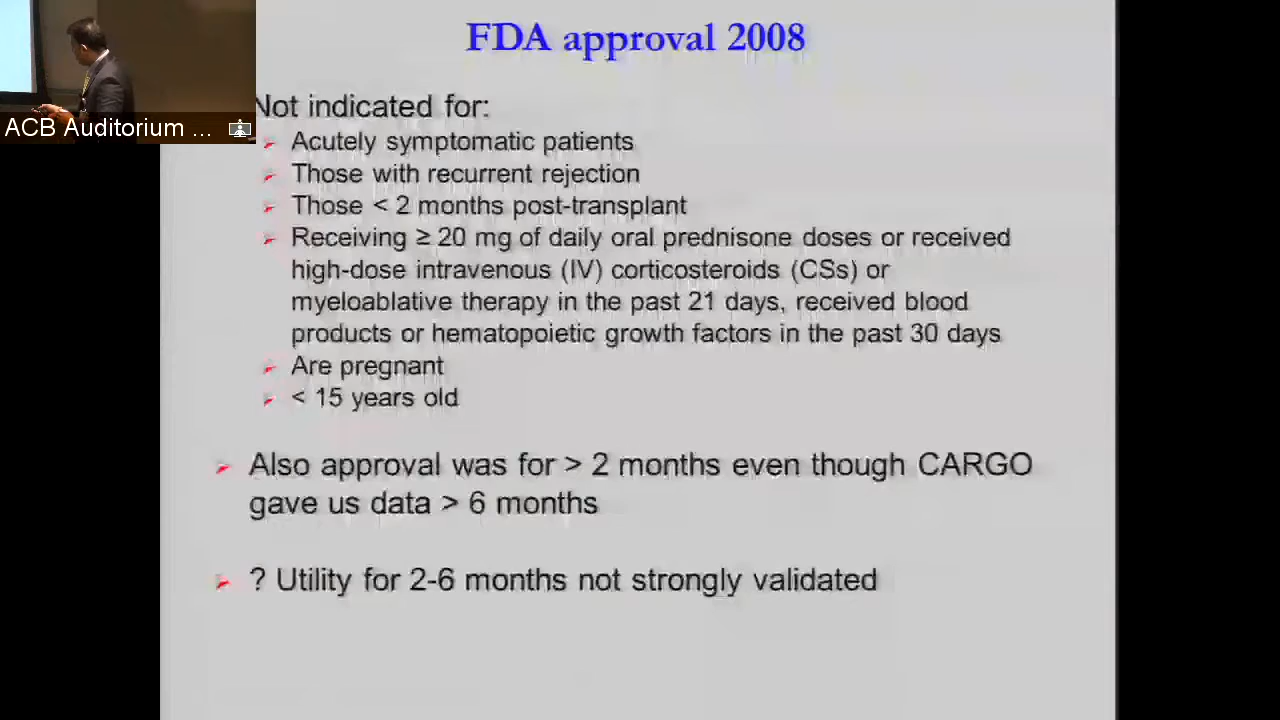 FDA approval 2008
Not indicated for:
Acutely symptomatic patients
Those with recurrent rejection
Those < 2 months post-transplant
Receiving ≥ 20 mg of daily oral prednisone doses or received
high-dose intravenous (IV) corticosteroids (CSs) or
myeloablative therapy in the past 21 days, received blood
products or hematopoietic growth factors in the past 30 days
Are pregnant
< 15 years old
Also approval was for > 2 months even though CARGO
gave us data > 6 months
? Utility for 2-6 months not strongly validated
ACB Auditorium ...